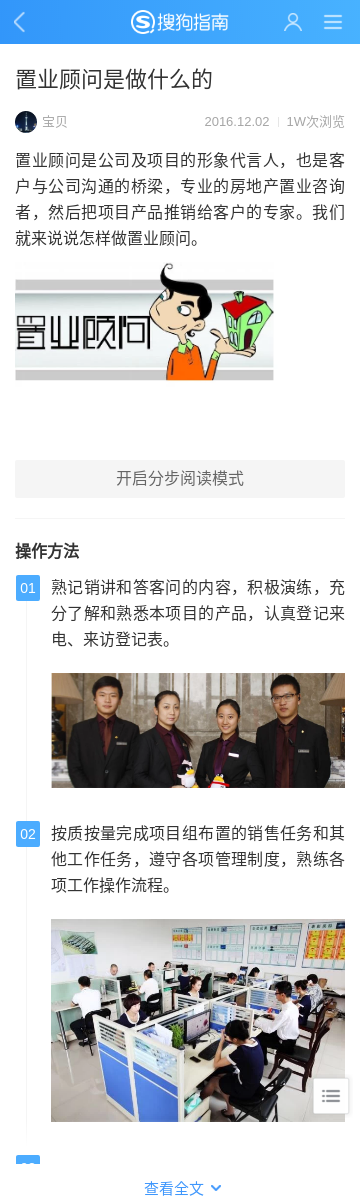 搜狗指南
置业顾问是做什么的
宝贝 2016.12.02 1W次浏览
置业顾问是公司及项目的形象代言人，也是客
户与公司沟通的桥梁，专业的房地产置业咨询
者，然后把项目产品推销给客户的专家。我们
就来说说怎样做置业顾问。
置业顾问
开启分步阅读模式
操作方法
01 熟记销讲和答客问的内容，积极演练，充
分了解和熟悉本项目的产品，认真登记来
电、来访登记表。
02 按质按量完成项目组布置的销售任务和其
他工作任务，遵守各项管理制度，熟练各
项工作操作流程。
查看全文